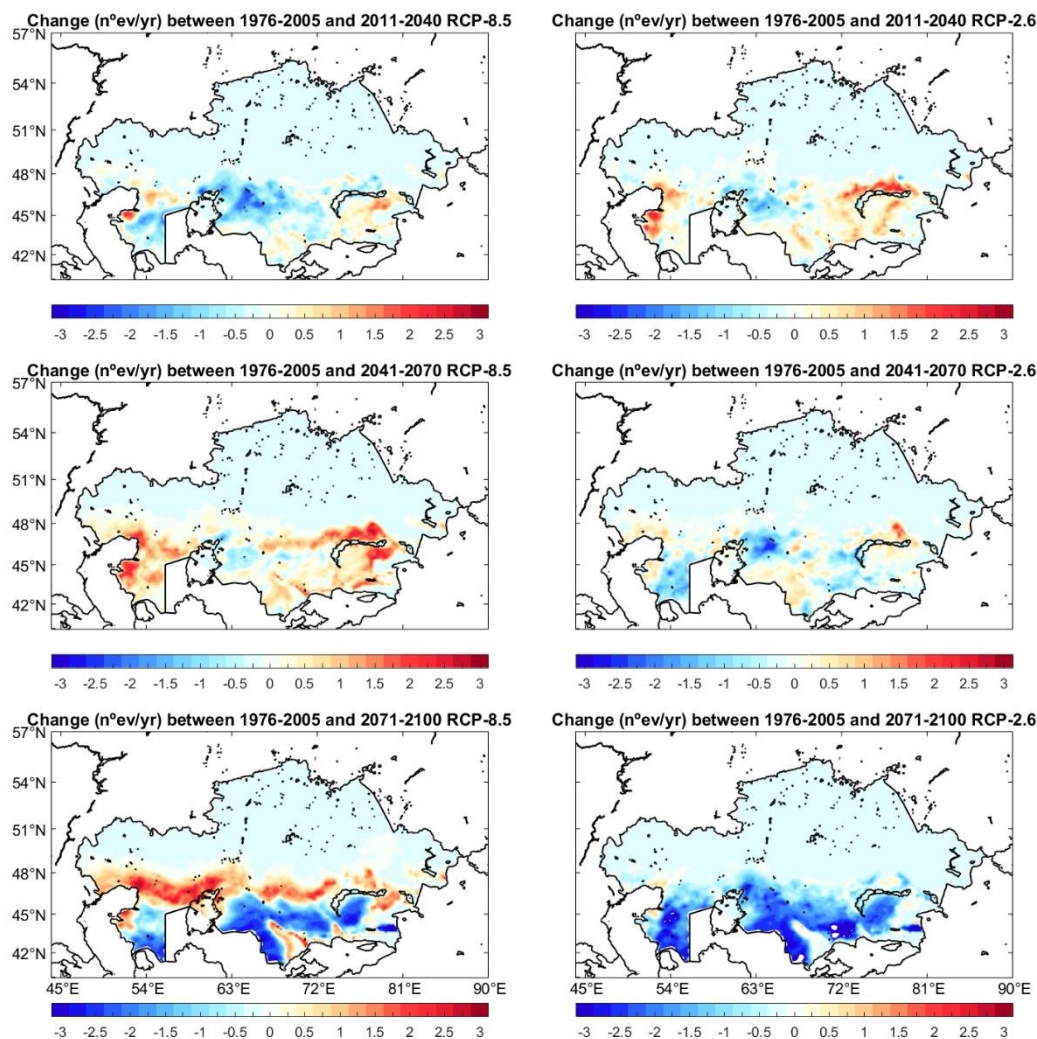 Change (nºev/yr) between 1976-2005 and 2011-2040 RCP-8.5
57°N
54°N
51°N
48°N
45°N
42°N
-3 -2.5 -2 -1.5 -1 -0.5 0 0.5 1 1.5 2 2.5 3
Change (nºev/yr) between 1976-2005 and 2011-2040 RCP-2.6
-3 -2.5 -2 -1.5 -1 -0.5 0 0.5 1 1.5 2 2.5 3
Change (nºev/yr) between 1976-2005 and 2041-2070 RCP-8.5
57°N
54°N
51°N
48°N
45°N
42°N
-3 -2.5 -2 -1.5 -1 -0.5 0 0.5 1 1.5 2 2.5 3
Change (nºev/yr) between 1976-2005 and 2041-2070 RCP-2.6
-3 -2.5 -2 -1.5 -1 -0.5 0 0.5 1 1.5 2 2.5 3
Change (nºev/yr) between 1976-2005 and 2071-2100 RCP-8.5
57°N
54°N
51°N
48°N
45°N
42°N
45°E 54°E 63°E 72°E 81°E 90°E
-3 -2.5 -2 -1.5 -1 -0.5 0 0.5 1 1.5 2 2.5 3
Change (nºev/yr) between 1976-2005 and 2071-2100 RCP-2.6
45°E 54°E 63°E 72°E 81°E 90°E
-3 -2.5 -2 -1.5 -1 -0.5 0 0.5 1 1.5 2 2.5 3